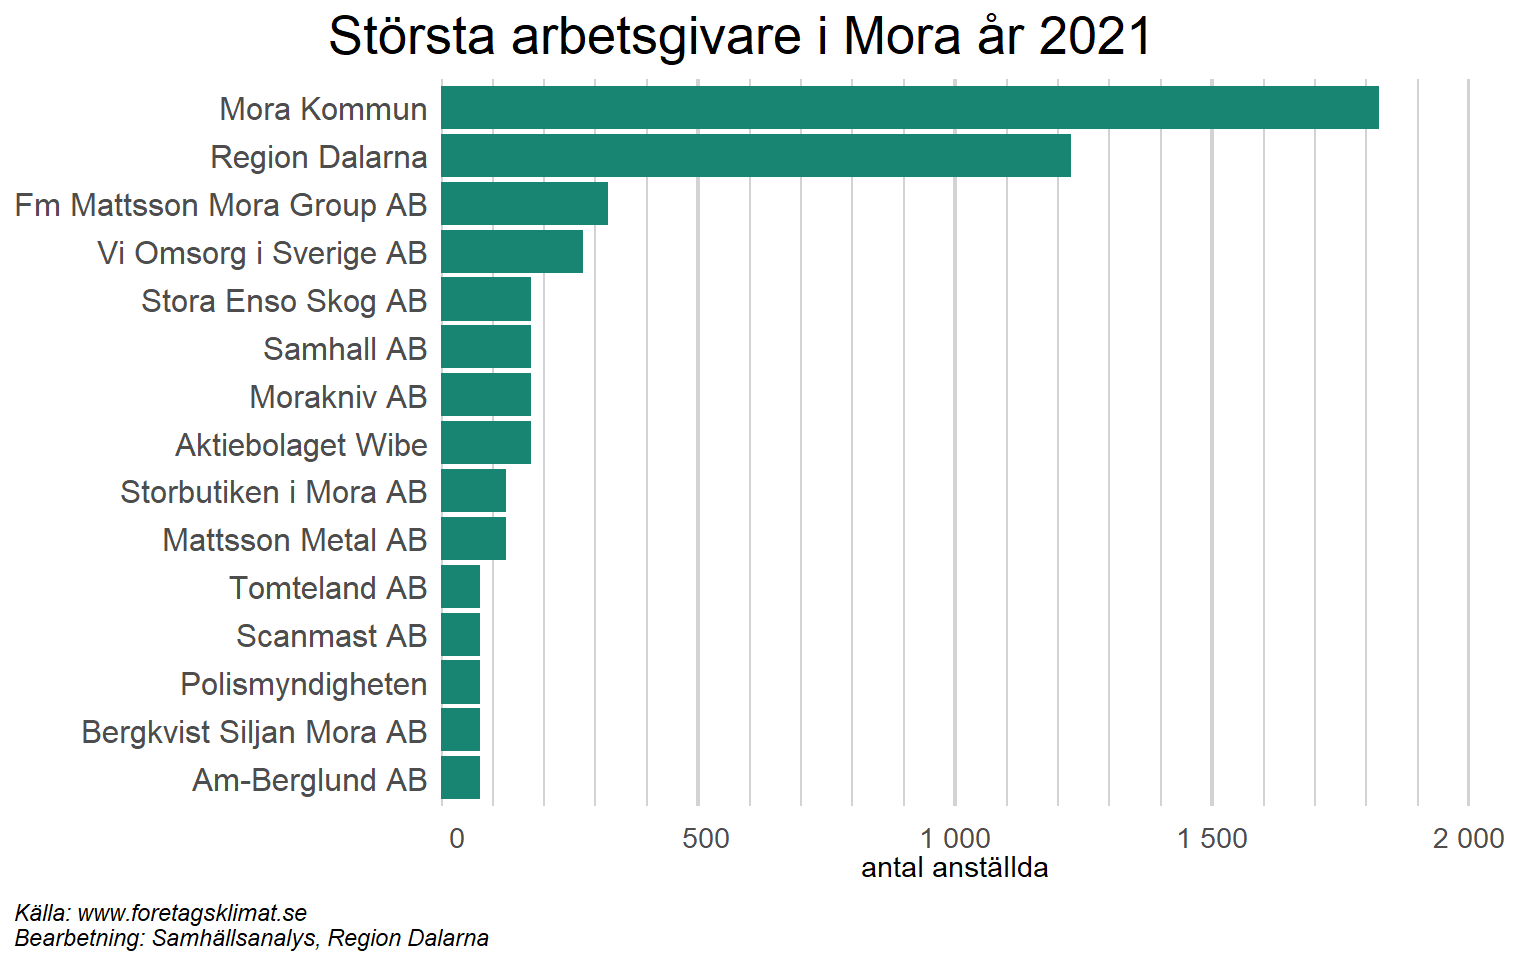 Största arbetsgivare i Mora år 2021
Mora Kommun
Region Dalarna
Fm Mattsson Mora Group AB
Vi Omsorg i Sverige AB
Stora Enso Skog AB
Samhall AB
Morakniv AB
Aktiebolaget Wibe
Storbutiken i Mora AB
Mattsson Metal AB
Tomteland AB
Scanmast AB
Polismyndigheten
Bergkvist Siljan Mora AB
Am-Berglund AB
0 500 1 000 1 500 2 000
antal anställda
Källa: www.foretagsklimat.se
Bearbetning: Samhällsanalys, Region Dalarna